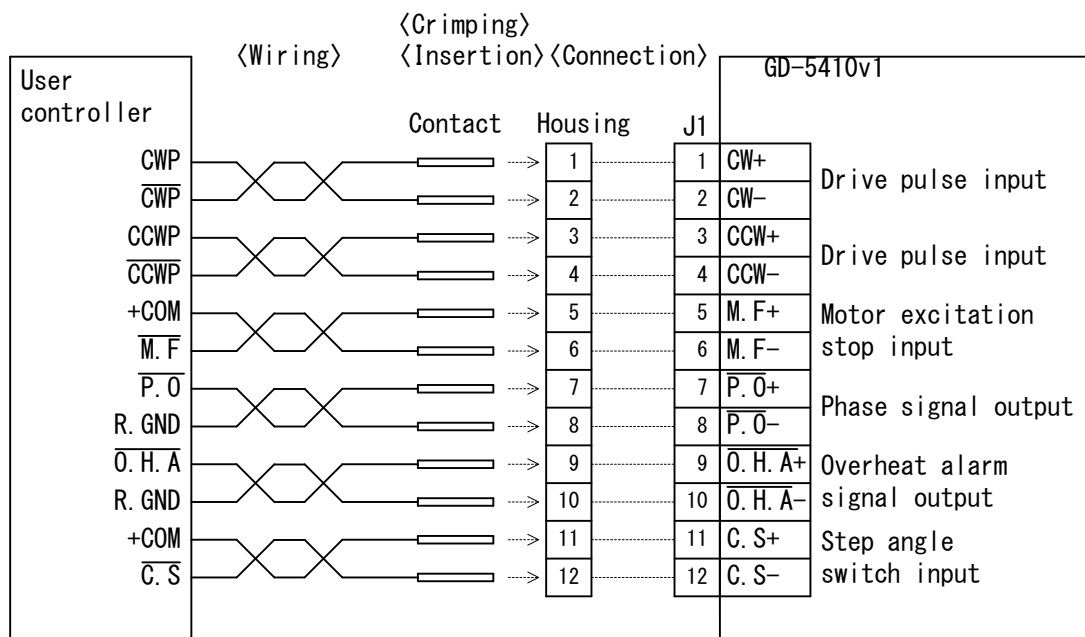 〈Crimping〉
〈Wiring〉 〈Insertion〉〈Connection〉
User
controller
GD-5410v1
Contact Housing J1
CWP 1 1 CW+
Drive pulse input
C̅W̅P̅ 2 2 CW−
CCWP 3 3 CCW+
Drive pulse input
C̅C̅W̅P̅ 4 4 CCW−
+COM 5 5 M.F+ Motor excitation
M̅.̅F̅ 6 6 M.F− stop input
P̅.̅O̅ 7 7 P̅.̅O̅+
Phase signal output
R.GND 8 8 P̅.̅O̅−
O̅.̅H̅.̅A̅ 9 9 O̅.̅H̅.̅A̅+ Overheat alarm
R.GND 10 10 O̅.̅H̅.̅A̅− signal output
+COM 11 11 C.S+ Step angle
C̅.̅S̅ 12 12 C.S− switch input